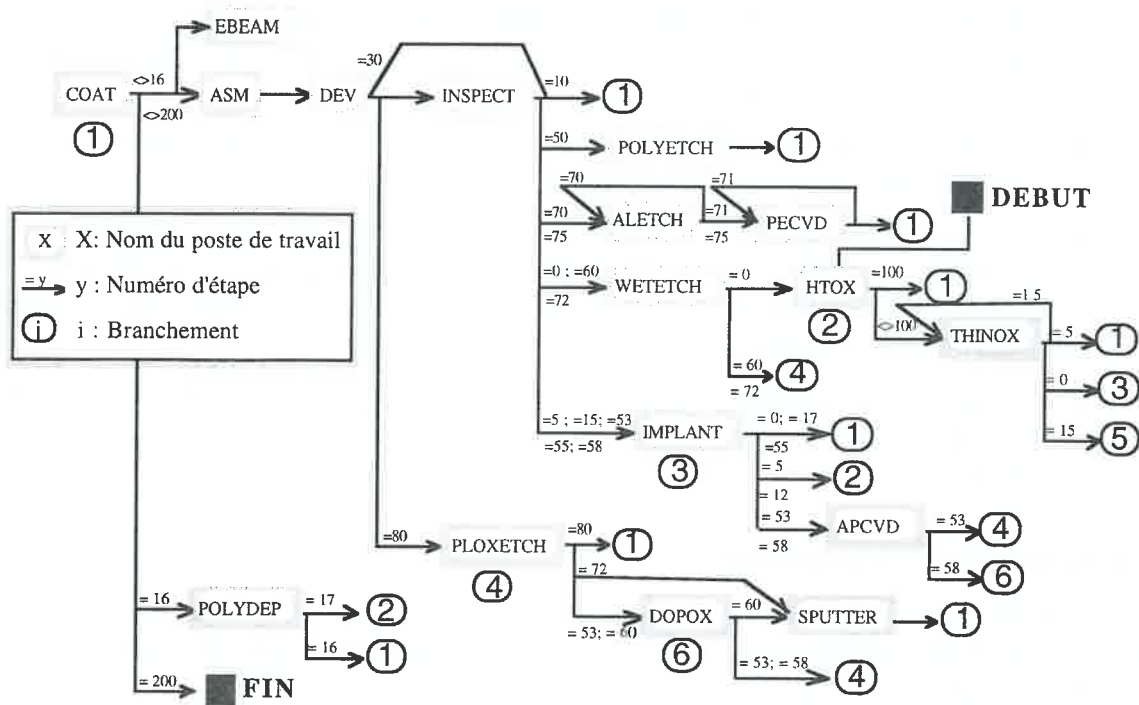 EBEAM
<>16
=30
COAT
ASM
DEV
INSPECT
=10
1
<>200
1
=50
POLYETCH
1
=70
=71
DEBUT
=70
ALETCH
=71
PECVD
1
=75
=75
x X: Nom du poste de travail
= y y : Numéro d'étape
i i : Branchement
=0 ; =60
WETETCH
= 0
HTOX
=100
1
=72
2
<>100
=1 5
THINOX
= 5
1
= 60
4
= 72
= 0
3
=5 ; =15; =53
IMPLANT
= 0; = 17
1
= 15
5
=55; =58
3
=55
= 5
2
= 12
= 53
APCVD
= 53
4
= 58
= 58
6
=80
PLOXETCH
=80
1
4
= 72
= 16
POLYDEP
= 17
2
DOPOX
= 60
SPUTTER
1
= 53; = 60
6
= 16
1
= 53; = 58
4
= 200
FIN